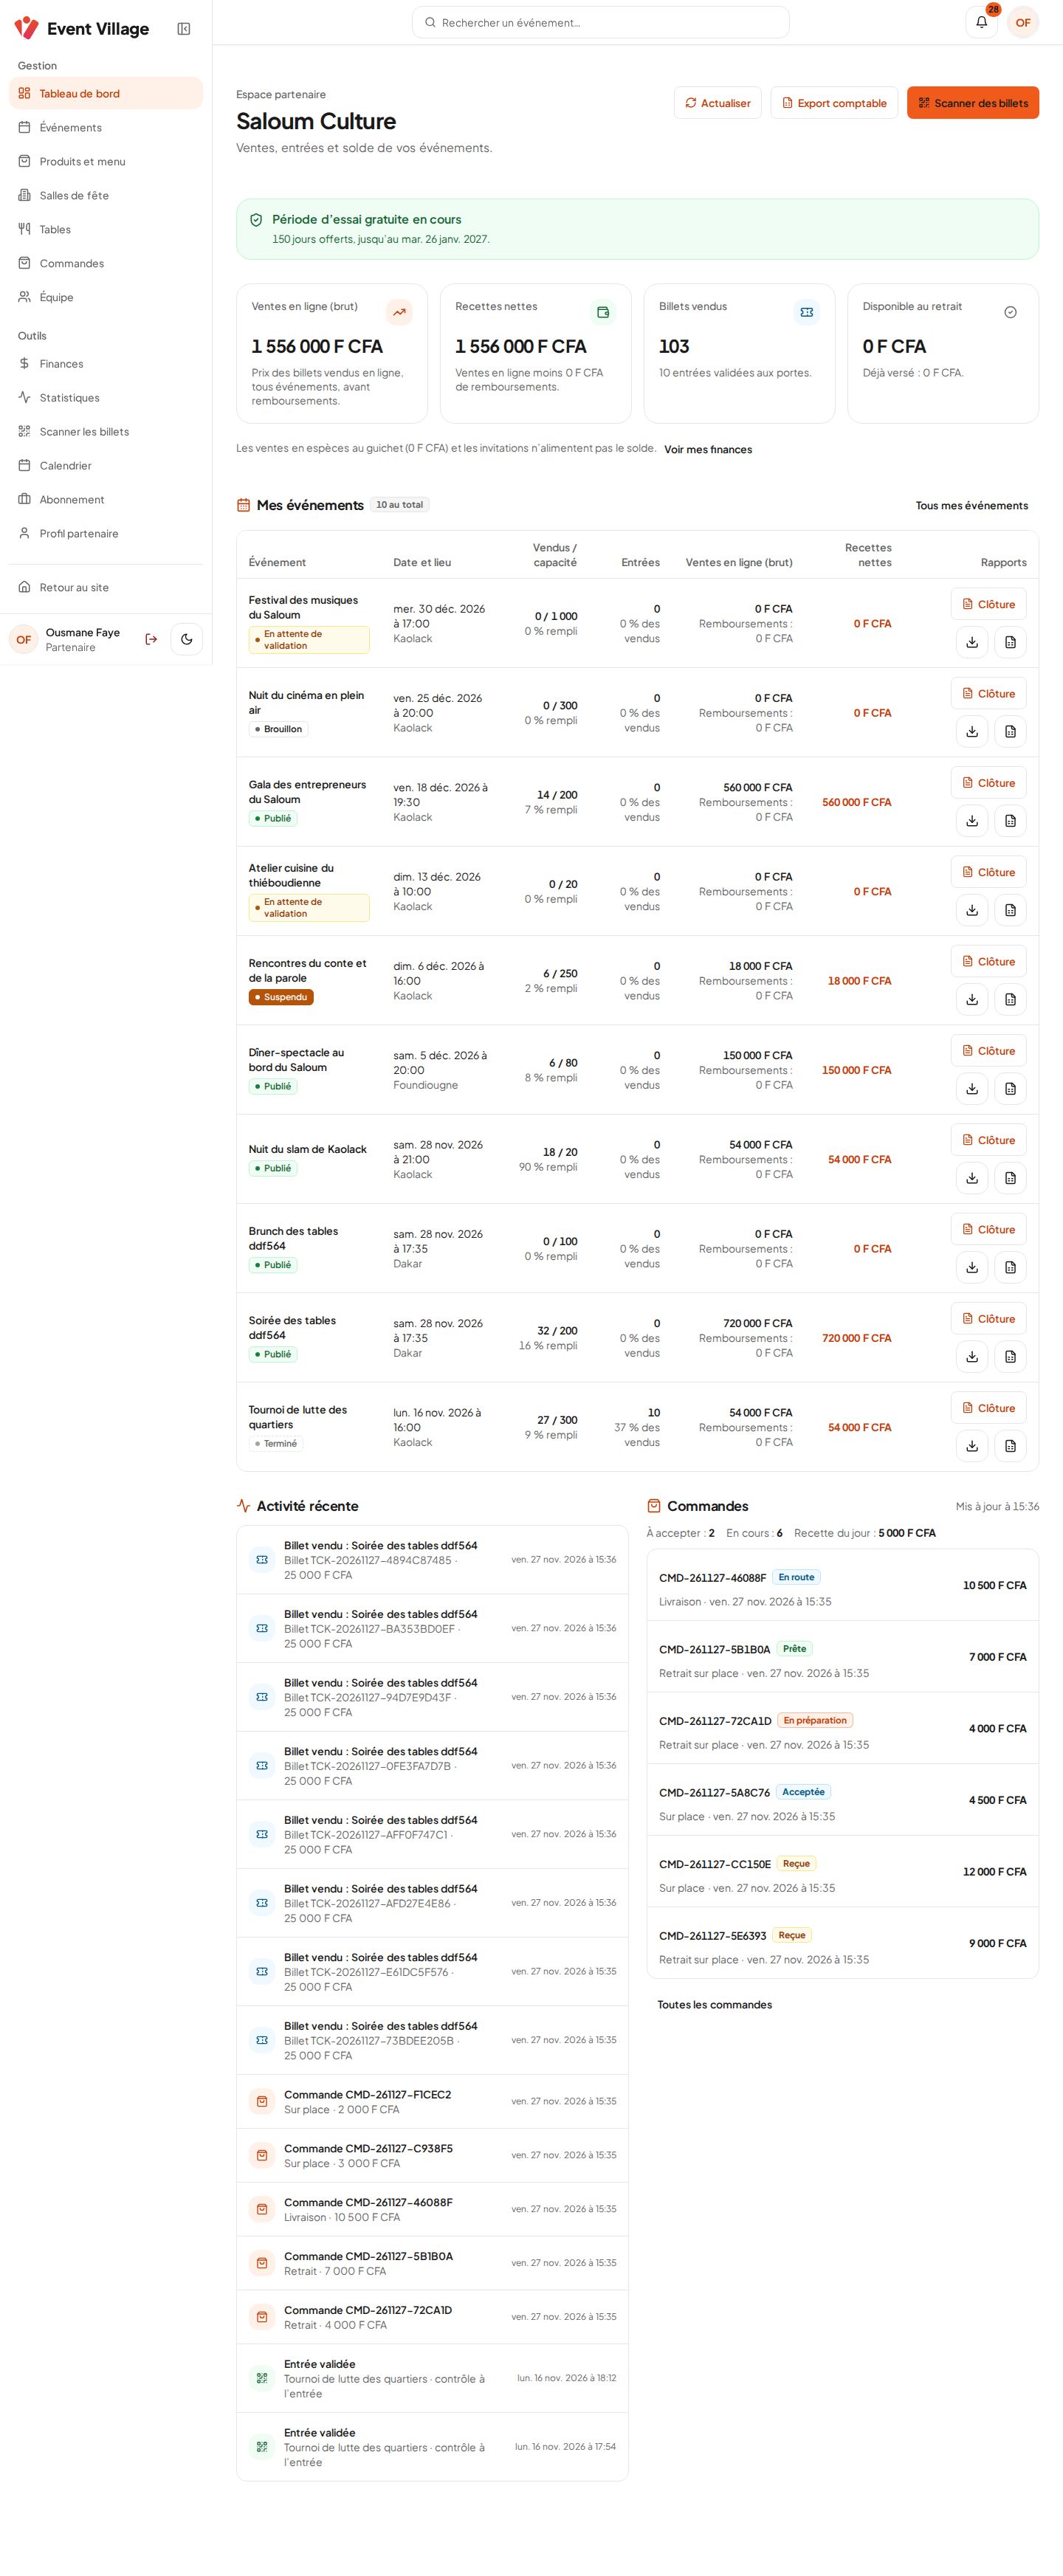 Event Village
Rechercher un événement...
28
OF
Gestion
Tableau de bord
Événements
Produits et menu
Salles de fête
Tables
Commandes
Équipe
Outils
Finances
Statistiques
Scanner les billets
Calendrier
Abonnement
Profil partenaire
Retour au site
OF
Ousmane Faye
Partenaire
Espace partenaire
Saloum Culture
Ventes, entrées et solde de vos événements.
Actualiser
Export comptable
Scanner des billets
Période d’essai gratuite en cours
150 jours offerts, jusqu’au mar. 26 janv. 2027.
Ventes en ligne (brut)
1 556 000 F CFA
Prix des billets vendus en ligne,
tous événements, avant
remboursements.
Recettes nettes
1 556 000 F CFA
Ventes en ligne moins 0 F CFA
de remboursements.
Billets vendus
103
10 entrées validées aux portes.
Disponible au retrait
0 F CFA
Déjà versé : 0 F CFA.
Les ventes en espèces au guichet (0 F CFA) et les invitations n’alimentent pas le solde. Voir mes finances
Mes événements 10 au total
Tous mes événements
Événement
Date et lieu
Vendus /
capacité
Entrées
Ventes en ligne (brut)
Recettes
nettes
Rapports
Festival des musiques
du Saloum
En attente de
validation
mer. 30 déc. 2026
à 17:00
Kaolack
0 / 1 000
0 % rempli
0
0 % des
vendus
0 F CFA
Remboursements :
0 F CFA
0 F CFA
Clôture
Nuit du cinéma en plein
air
Brouillon
ven. 25 déc. 2026
à 20:00
Kaolack
0 / 300
0 % rempli
0
0 % des
vendus
0 F CFA
Remboursements :
0 F CFA
0 F CFA
Clôture
Gala des entrepreneurs
du Saloum
Publié
ven. 18 déc. 2026 à
19:30
Kaolack
14 / 200
7 % rempli
0
0 % des
vendus
560 000 F CFA
Remboursements :
0 F CFA
560 000 F CFA
Clôture
Atelier cuisine du
thiéboudienne
En attente de
validation
dim. 13 déc. 2026
à 10:00
Kaolack
0 / 20
0 % rempli
0
0 % des
vendus
0 F CFA
Remboursements :
0 F CFA
0 F CFA
Clôture
Rencontres du conte et
de la parole
Suspendu
dim. 6 déc. 2026 à
16:00
Kaolack
6 / 250
2 % rempli
0
0 % des
vendus
18 000 F CFA
Remboursements :
0 F CFA
18 000 F CFA
Clôture
Dîner-spectacle au
bord du Saloum
Publié
sam. 5 déc. 2026 à
20:00
Foundiougne
6 / 80
8 % rempli
0
0 % des
vendus
150 000 F CFA
Remboursements :
0 F CFA
150 000 F CFA
Clôture
Nuit du slam de Kaolack
Publié
sam. 28 nov. 2026
à 21:00
Kaolack
18 / 20
90 % rempli
0
0 % des
vendus
54 000 F CFA
Remboursements :
0 F CFA
54 000 F CFA
Clôture
Brunch des tables
ddf564
Publié
sam. 28 nov. 2026
à 17:35
Dakar
0 / 100
0 % rempli
0
0 % des
vendus
0 F CFA
Remboursements :
0 F CFA
0 F CFA
Clôture
Soirée des tables
ddf564
Publié
sam. 28 nov. 2026
à 17:35
Dakar
32 / 200
16 % rempli
0
0 % des
vendus
720 000 F CFA
Remboursements :
0 F CFA
720 000 F CFA
Clôture
Tournoi de lutte des
quartiers
Terminé
lun. 16 nov. 2026 à
16:00
Kaolack
27 / 300
9 % rempli
10
37 % des
vendus
54 000 F CFA
Remboursements :
0 F CFA
54 000 F CFA
Clôture
Activité récente
Billet vendu : Soirée des tables ddf564
Billet TCK-20261127-4894C87485 ·
25 000 F CFA
ven. 27 nov. 2026 à 15:36
Billet vendu : Soirée des tables ddf564
Billet TCK-20261127-BA353BD0EF ·
25 000 F CFA
ven. 27 nov. 2026 à 15:36
Billet vendu : Soirée des tables ddf564
Billet TCK-20261127-94D7E9D43F ·
25 000 F CFA
ven. 27 nov. 2026 à 15:36
Billet vendu : Soirée des tables ddf564
Billet TCK-20261127-0FE3FA7D7B ·
25 000 F CFA
ven. 27 nov. 2026 à 15:36
Billet vendu : Soirée des tables ddf564
Billet TCK-20261127-AFF0F747C1 ·
25 000 F CFA
ven. 27 nov. 2026 à 15:36
Billet vendu : Soirée des tables ddf564
Billet TCK-20261127-AFD27E4E86 ·
25 000 F CFA
ven. 27 nov. 2026 à 15:36
Billet vendu : Soirée des tables ddf564
Billet TCK-20261127-E61DC5F576 ·
25 000 F CFA
ven. 27 nov. 2026 à 15:35
Billet vendu : Soirée des tables ddf564
Billet TCK-20261127-73BDEE205B ·
25 000 F CFA
ven. 27 nov. 2026 à 15:35
Commande CMD-261127-F1CEC2
Sur place · 2 000 F CFA
ven. 27 nov. 2026 à 15:35
Commande CMD-261127-C938F5
Sur place · 3 000 F CFA
ven. 27 nov. 2026 à 15:35
Commande CMD-261127-46088F
Livraison · 10 500 F CFA
ven. 27 nov. 2026 à 15:35
Commande CMD-261127-5B1B0A
Retrait · 7 000 F CFA
ven. 27 nov. 2026 à 15:35
Commande CMD-261127-72CA1D
Retrait · 4 000 F CFA
ven. 27 nov. 2026 à 15:35
Entrée validée
Tournoi de lutte des quartiers · contrôle à
l’entrée
lun. 16 nov. 2026 à 18:12
Entrée validée
Tournoi de lutte des quartiers · contrôle à
l’entrée
lun. 16 nov. 2026 à 17:54
Commandes
Mis à jour à 15:36
À accepter : 2 En cours : 6 Recette du jour : 5 000 F CFA
CMD-261127-46088F En route
Livraison · ven. 27 nov. 2026 à 15:35
10 500 F CFA
CMD-261127-5B1B0A Prête
Retrait sur place · ven. 27 nov. 2026 à 15:35
7 000 F CFA
CMD-261127-72CA1D En préparation
Retrait sur place · ven. 27 nov. 2026 à 15:35
4 000 F CFA
CMD-261127-5A8C76 Acceptée
Sur place · ven. 27 nov. 2026 à 15:35
4 500 F CFA
CMD-261127-CC150E Reçue
Sur place · ven. 27 nov. 2026 à 15:35
12 000 F CFA
CMD-261127-5E6393 Reçue
Retrait sur place · ven. 27 nov. 2026 à 15:35
9 000 F CFA
Toutes les commandes